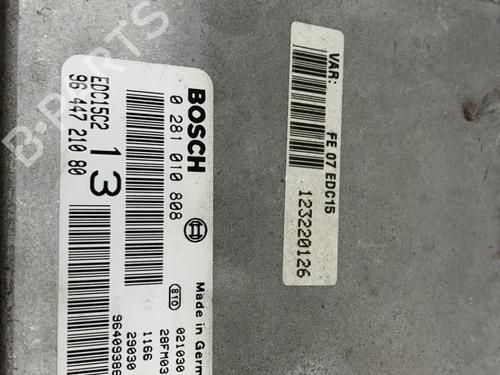 BOSCH
0 281 010 808
EDC15C2
13
96 447 210 80
Made in Germ
810
021030
28FM03
1166
29030
96409386
VAR:
FE 07 EDC15
123220126
B-PARTS